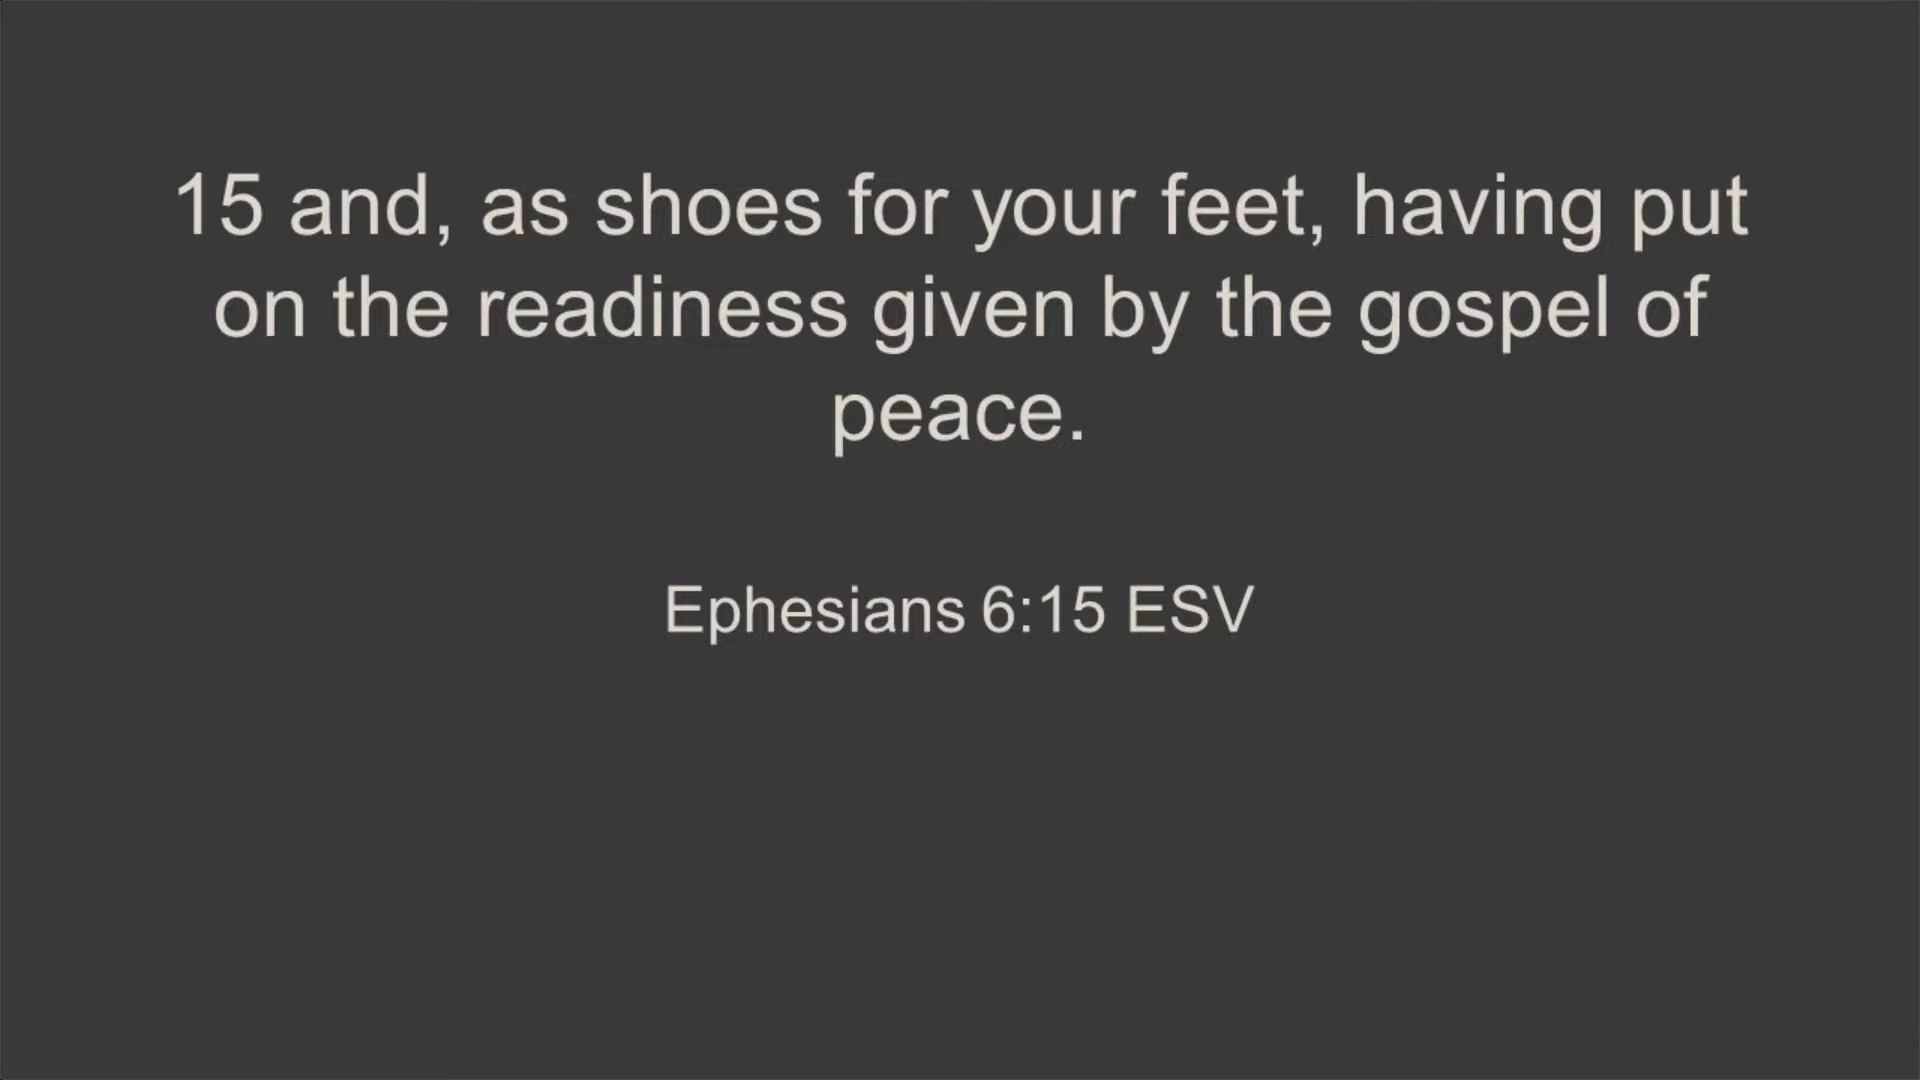 15 and, as shoes for your feet, having put
on the readiness given by the gospel of
peace.
Ephesians 6:15 ESV